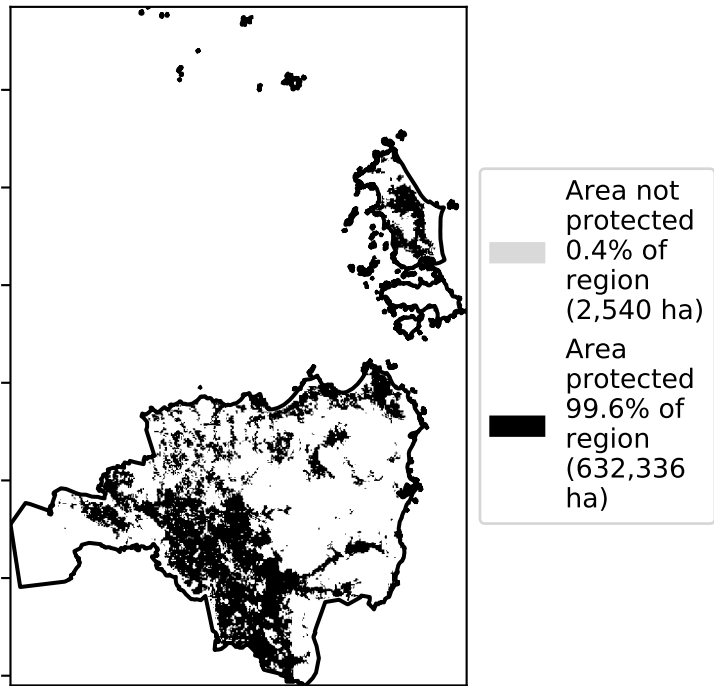 Area not
protected
0.4% of
region
(2,540 ha)
Area
protected
99.6% of
region
(632,336
ha)